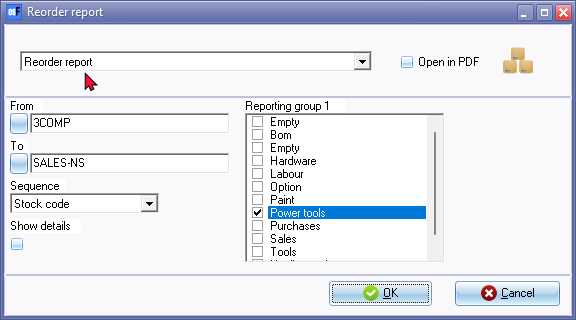 Reorder report
Reorder report
Open in PDF
From
3COMP
To
SALES-NS
Sequence
Stock code
Show details
Reporting group 1
Empty
Bom
Empty
Hardware
Labour
Option
Paint
Power tools
Purchases
Sales
Tools
OK
Cancel